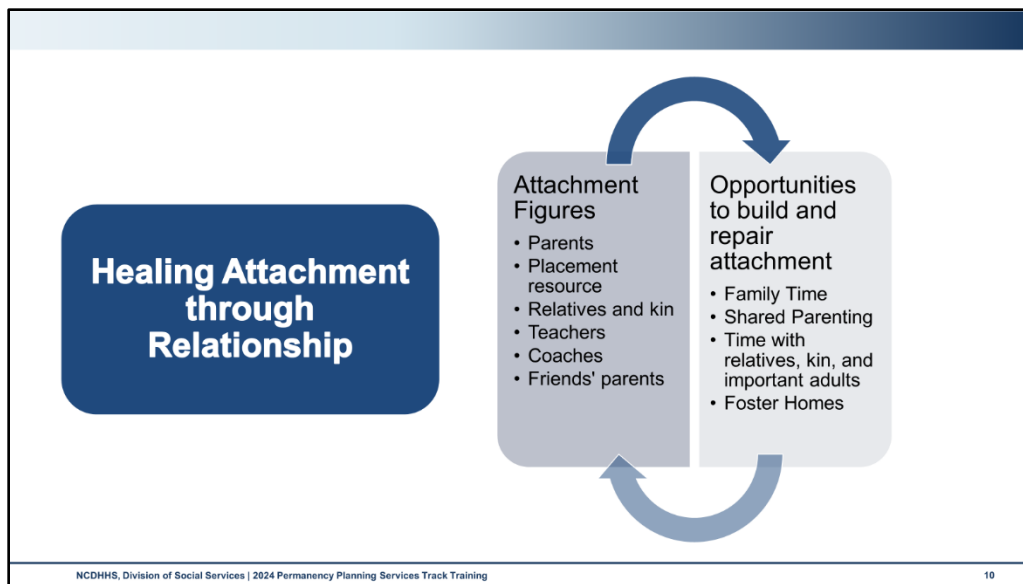 Healing Attachment
through
Relationship
Attachment
Figures
• Parents
• Placement
resource
• Relatives and kin
• Teachers
• Coaches
• Friends' parents
Opportunities
to build and
repair
attachment
• Family Time
• Shared Parenting
• Time with
relatives, kin, and
important adults
• Foster Homes
NCDHHS, Division of Social Services | 2024 Permanency Planning Services Track Training
10